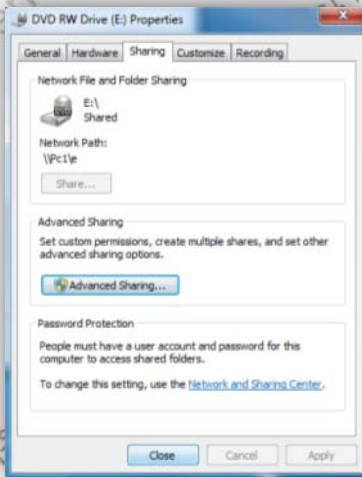 DVD RW Drive (E:) Properties
General Hardware Sharing Customize Recording
Network File and Folder Sharing
E:\
Shared
Network Path:
\\Pc1\e
Share...
Advanced Sharing
Set custom permissions, create multiple shares, and set other
advanced sharing options.
Advanced Sharing...
Password Protection
People must have a user account and password for this
computer to access shared folders.
To change this setting, use the Network and Sharing Center.
Close Cancel Apply